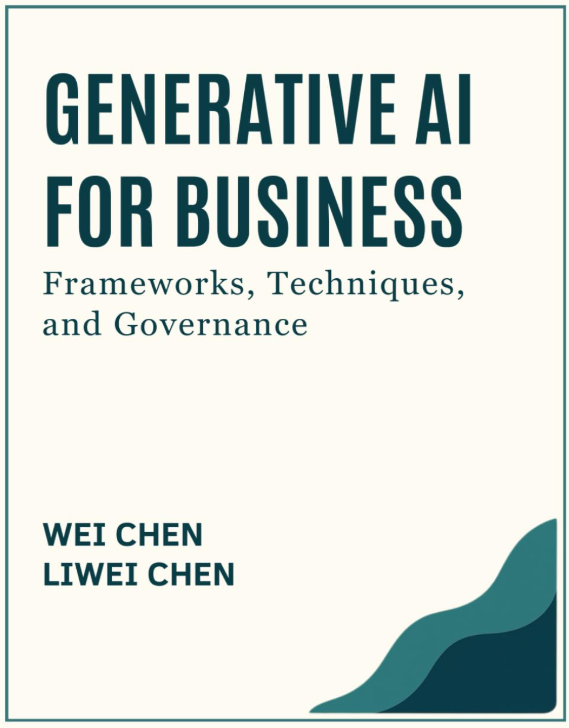 GENERATIVE AI
FOR BUSINESS
Frameworks, Techniques,
and Governance
WEI CHEN
LIWEI CHEN